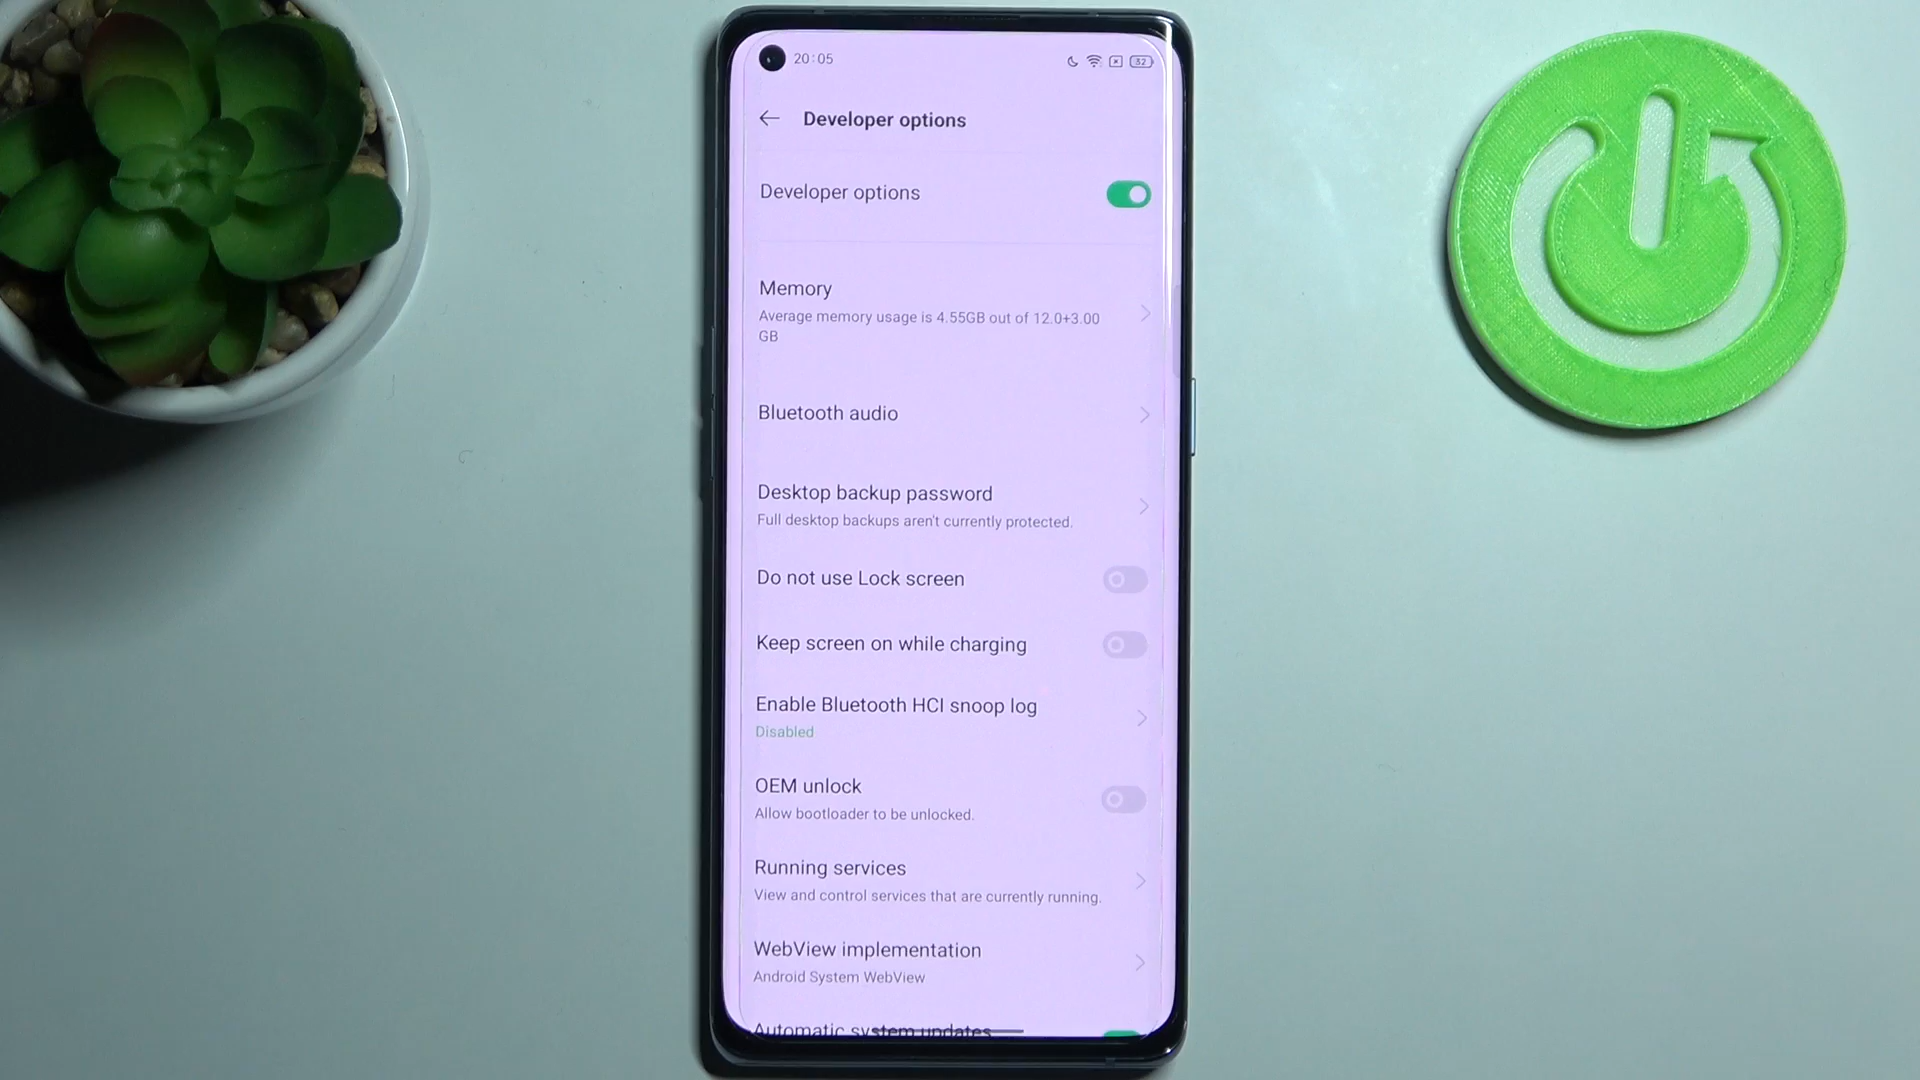 20:05
32
Developer options
Developer options
Memory
Average memory usage is 4.55GB out of 12.0+3.00
GB
Bluetooth audio
Desktop backup password
Full desktop backups aren't currently protected.
Do not use Lock screen
Keep screen on while charging
Enable Bluetooth HCI snoop log
Disabled
OEM unlock
Allow bootloader to be unlocked.
Running services
View and control services that are currently running.
WebView implementation
Android System WebView
Automatic system updates